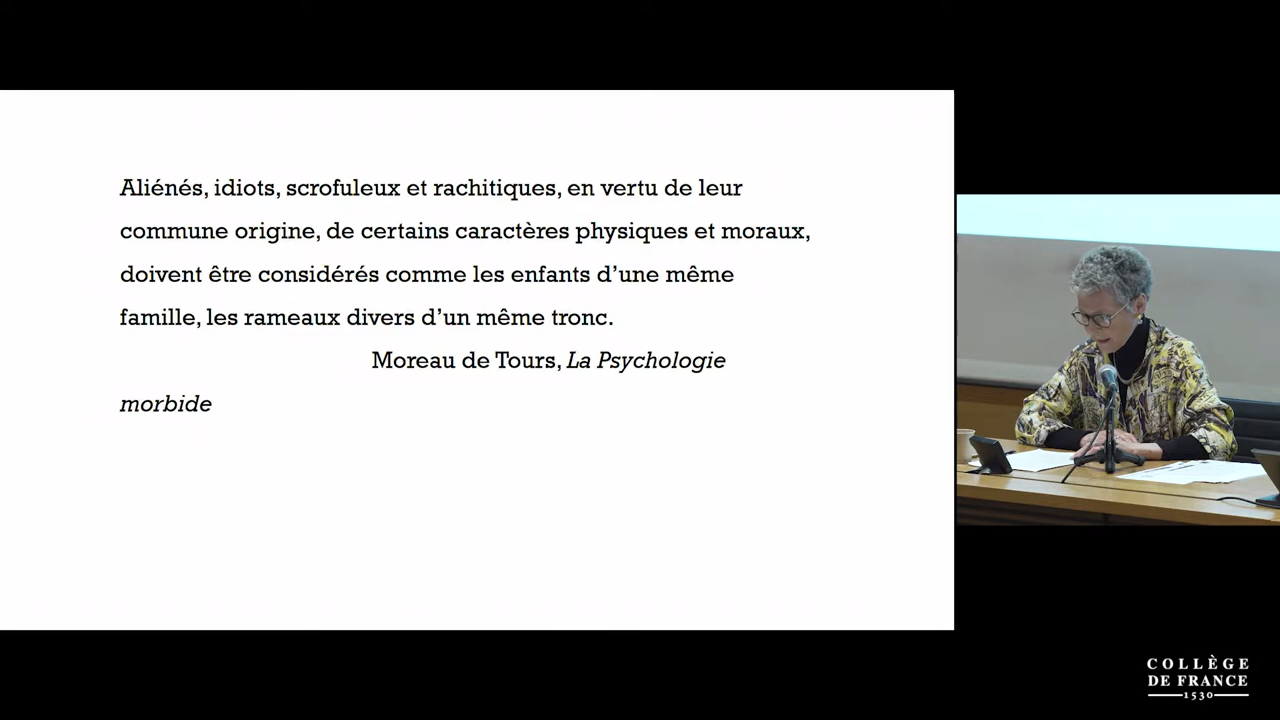 Aliénés, idiots, scrofuleux et rachitiques, en vertu de leur
commune origine, de certains caractères physiques et moraux,
doivent être considérés comme les enfants d’une même
famille, les rameaux divers d’un même tronc.
Moreau de Tours, La Psychologie
morbide
COLLÈGE
DE FRANCE
1530